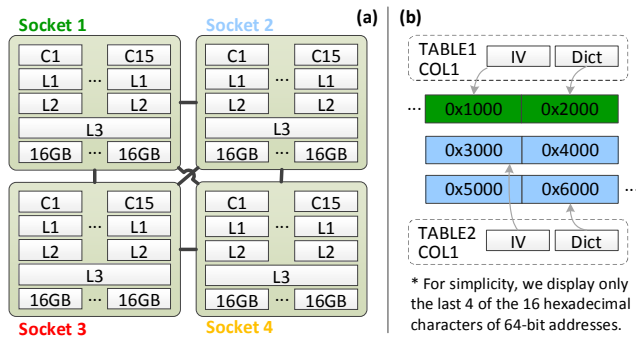 Socket 1
Socket 2
(a)
C1 C15
L1 ... L1
L2 L2
L3
16GB ... 16GB
C1 C15
L1 ... L1
L2 L2
L3
16GB ... 16GB
C1 C15
L1 ... L1
L2 L2
L3
16GB ... 16GB
C1 C15
L1 ... L1
L2 L2
L3
16GB ... 16GB
Socket 3
Socket 4
(b)
TABLE1 IV Dict
COL1
... 0x1000 0x2000
0x3000 0x4000
0x5000 0x6000 ...
TABLE2
COL1 IV Dict
* For simplicity, we display only
the last 4 of the 16 hexadecimal
characters of 64-bit addresses.